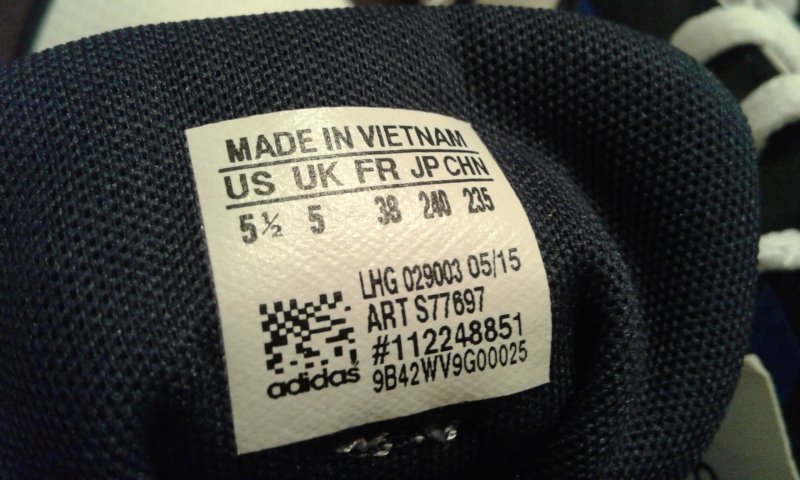 MADE IN VIETNAM
US UK FR JP CHN
5½ 5 38 240 235
LHG 029003 05/15
ART S77697
#112248851
9B42WV9G00025
adidas